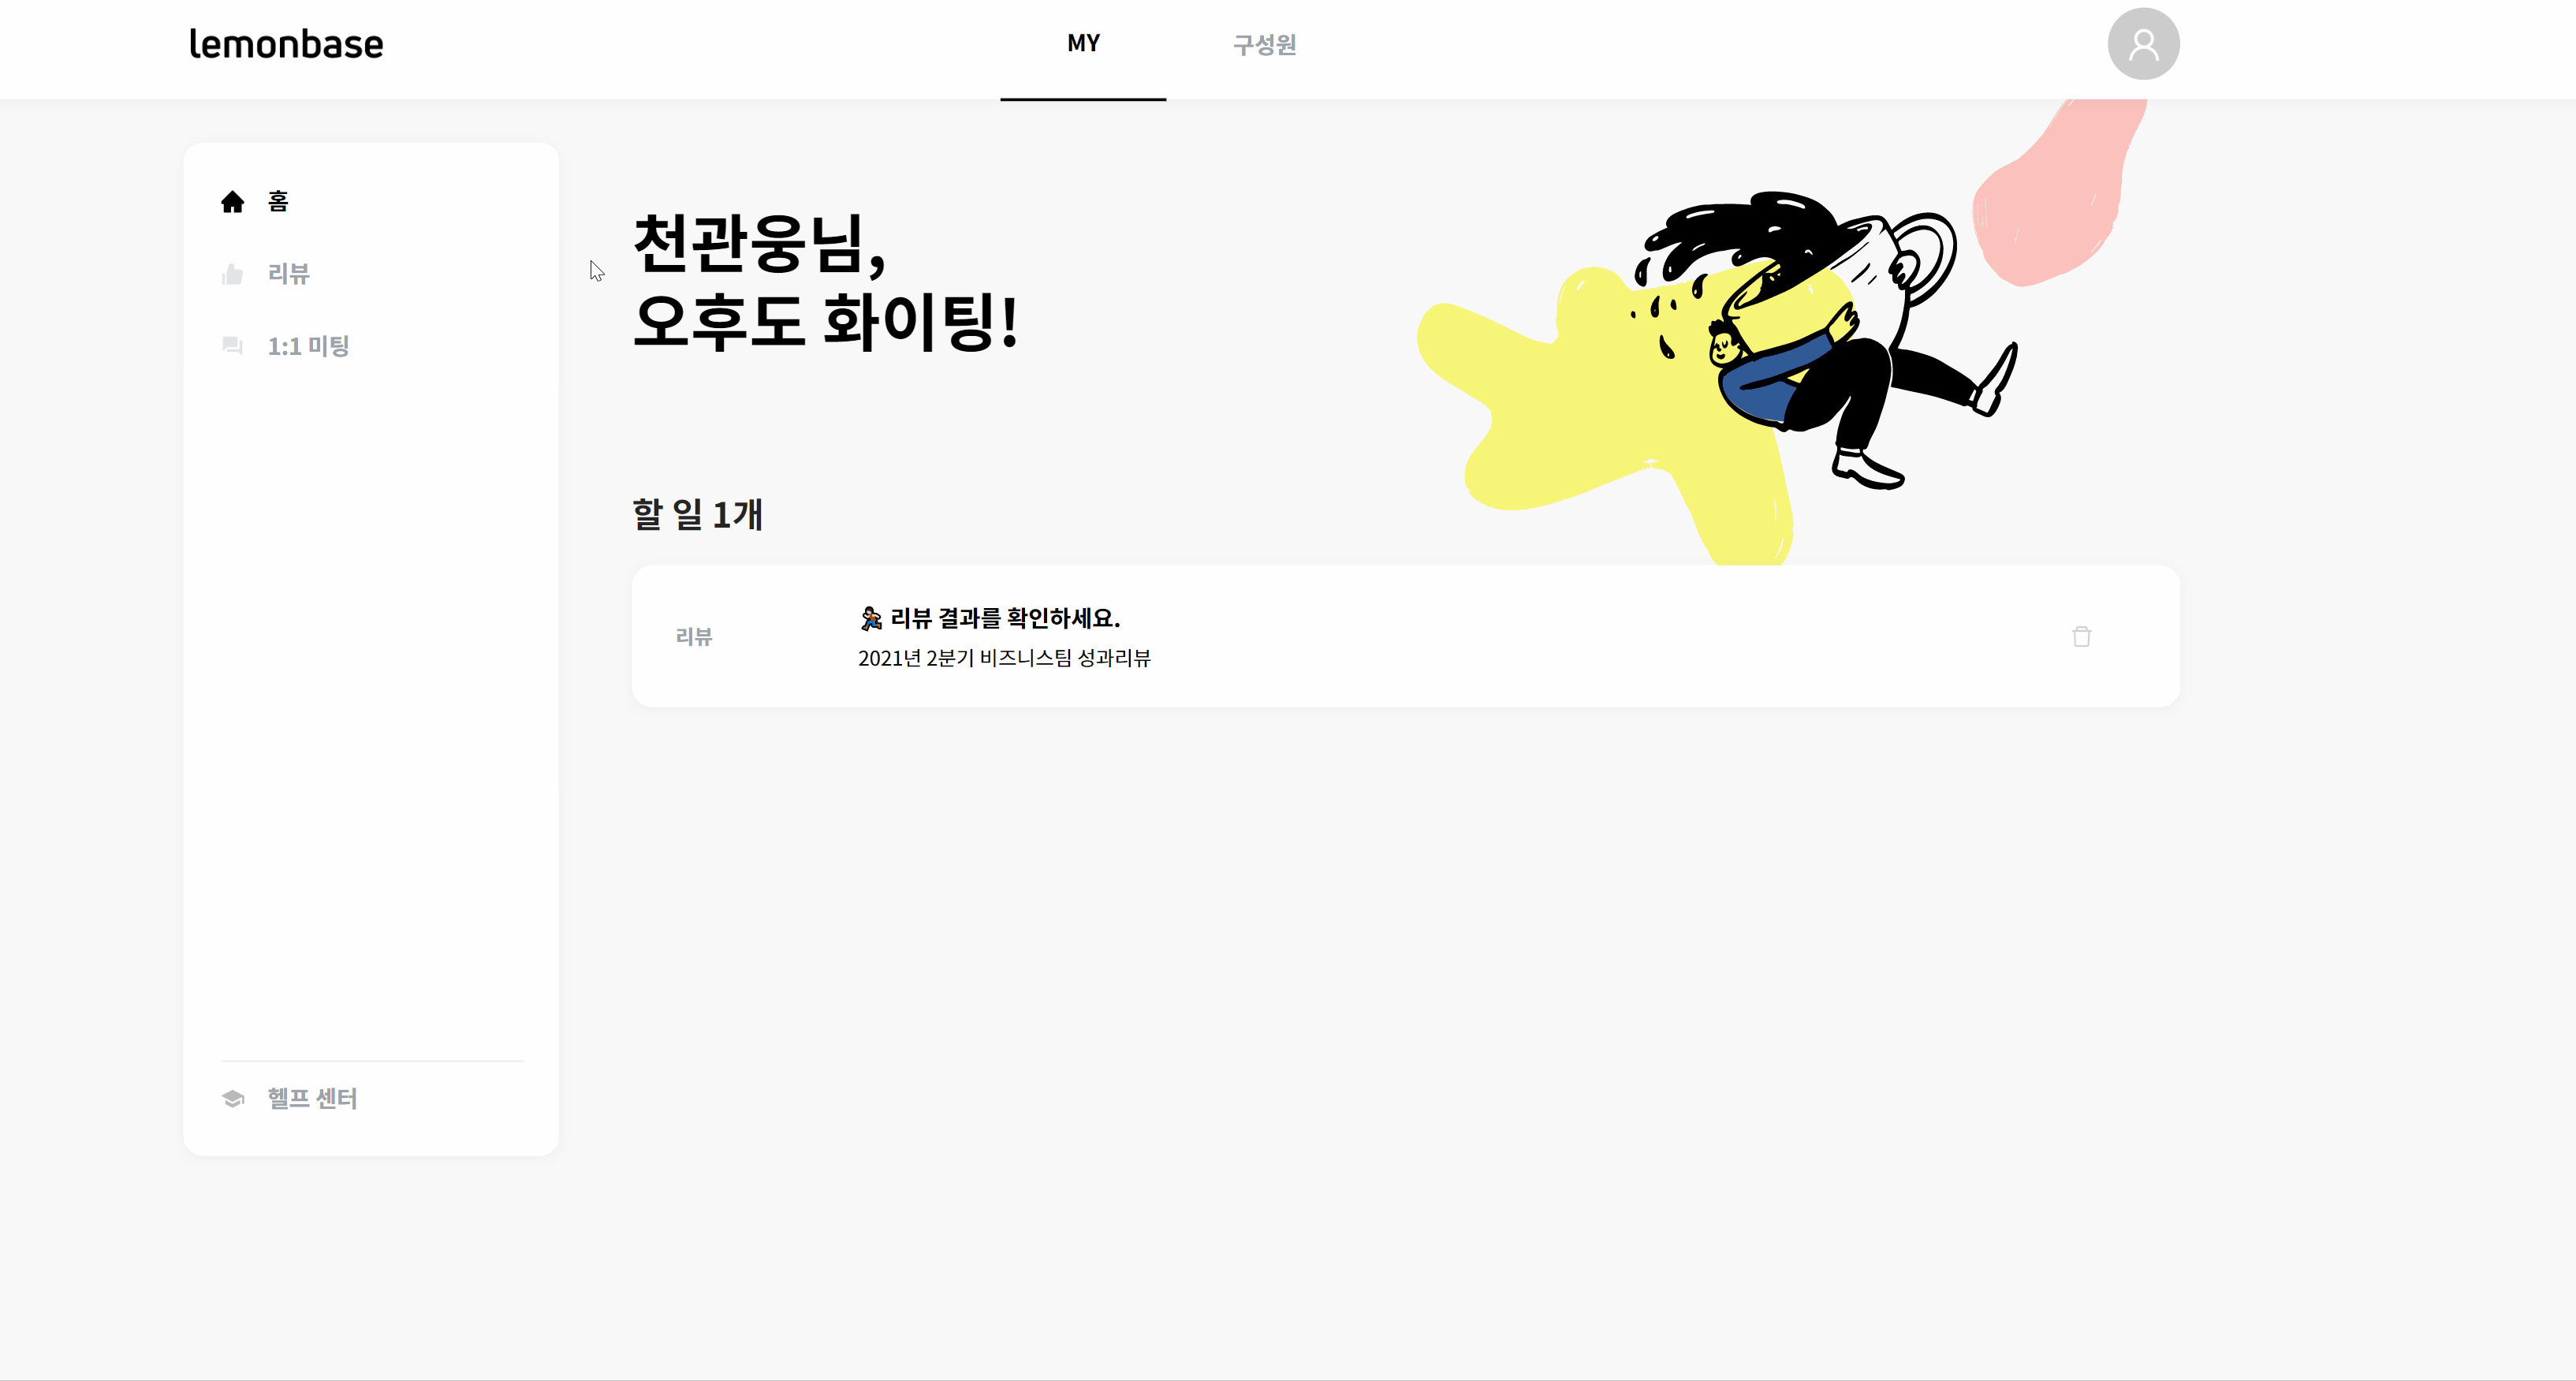 lemonbase
MY
구성원
홈
리뷰
1:1 미팅
헬프 센터
천관웅님,
오후도 화이팅!
할 일 1개
리뷰
리뷰 결과를 확인하세요.
2021년 2분기 비즈니스팀 성과리뷰